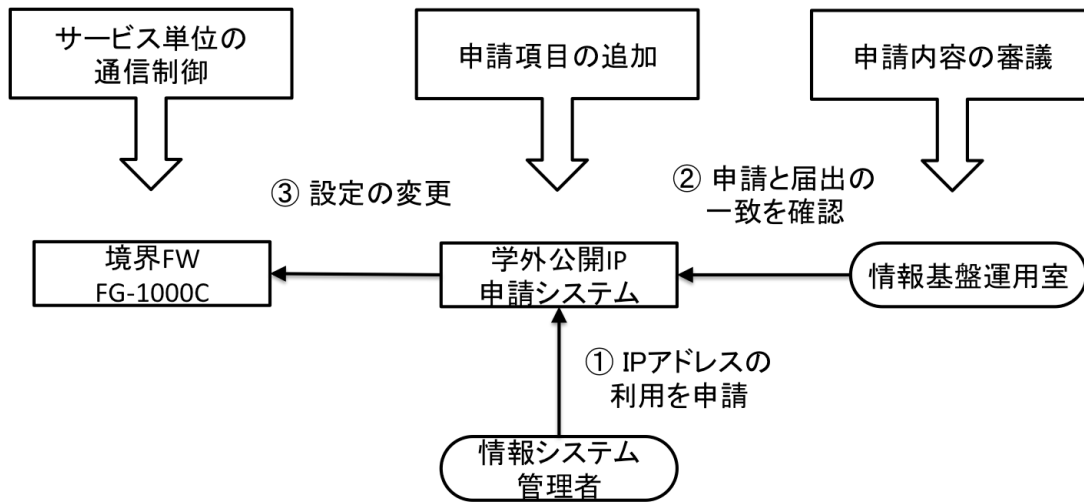 サービス単位の
通信制御
申請項目の追加
申請内容の審議
③ 設定の変更
② 申請と届出の
一致を確認
境界FW
FG-1000C
学外公開IP
申請システム
情報基盤運用室
① IPアドレスの
利用を申請
情報システム
管理者